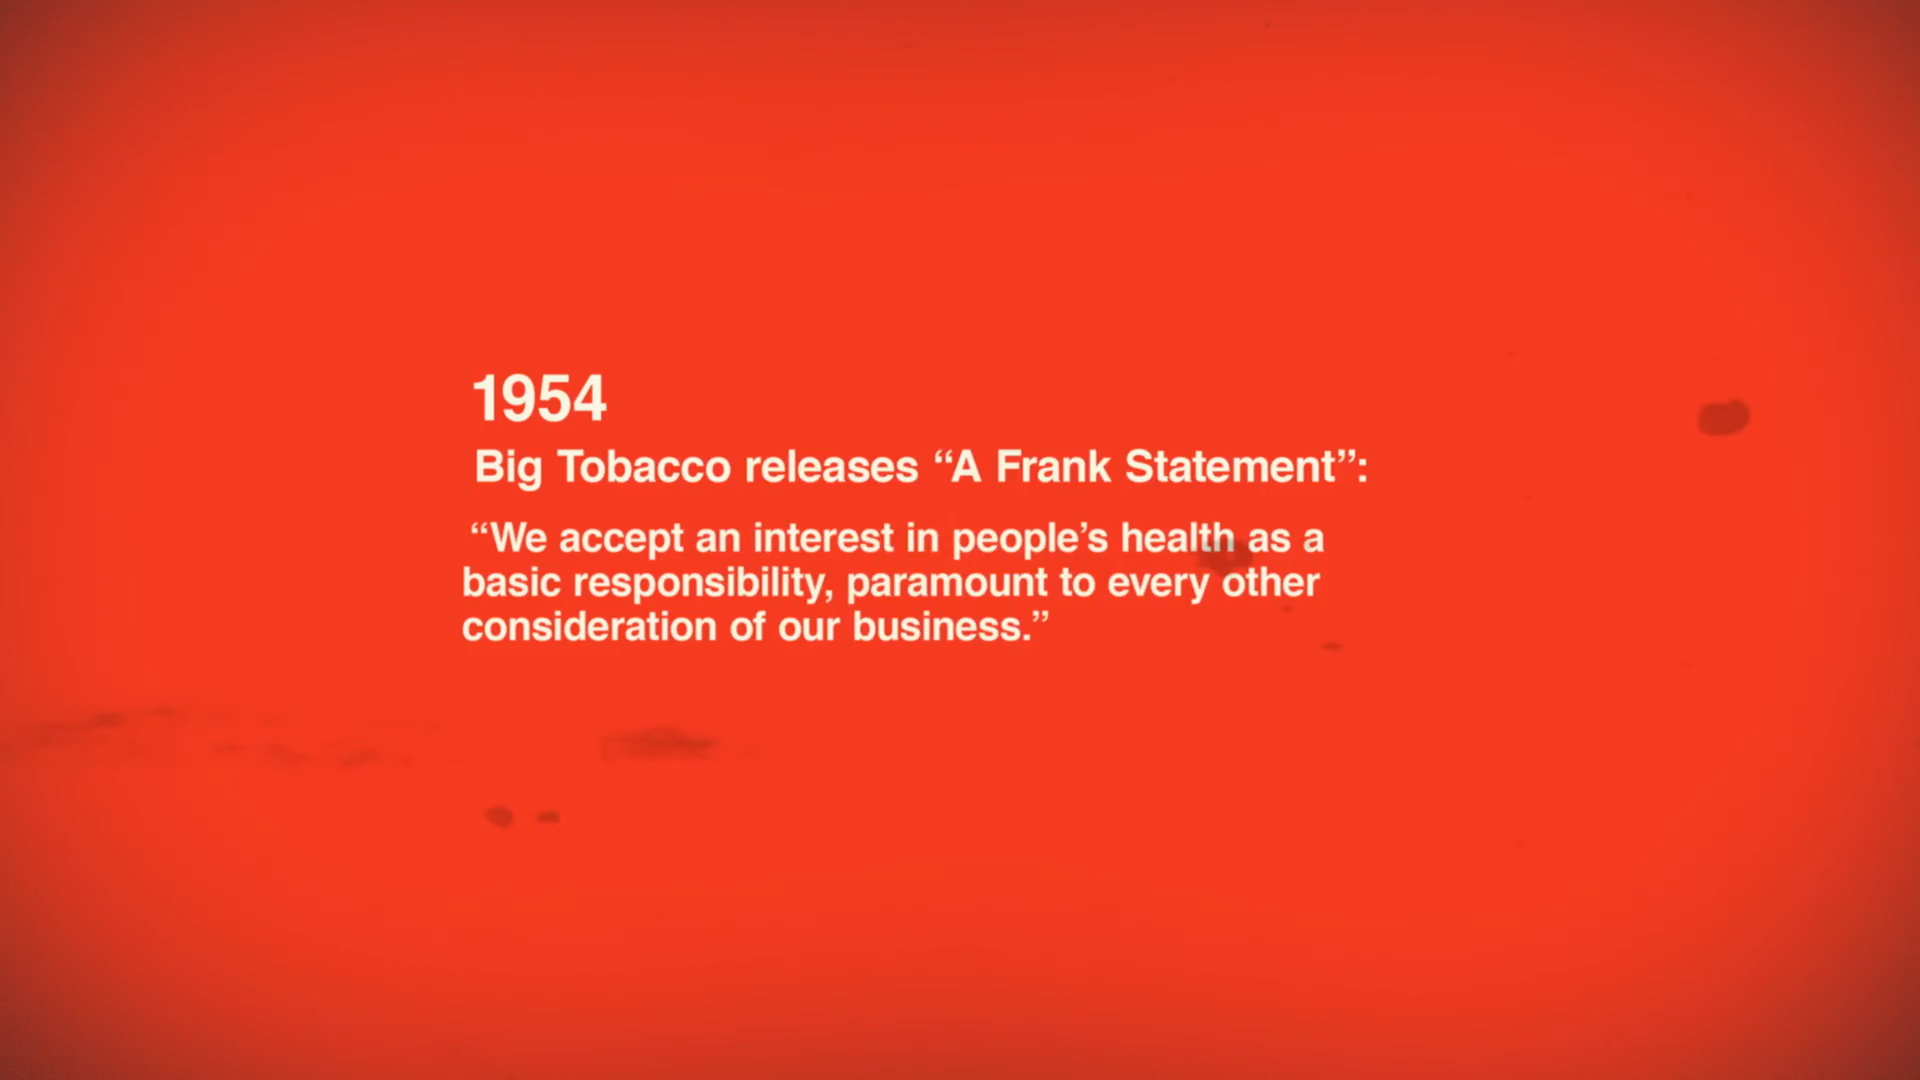 1954
Big Tobacco releases “A Frank Statement”:
“We accept an interest in people’s health as a
basic responsibility, paramount to every other
consideration of our business.”